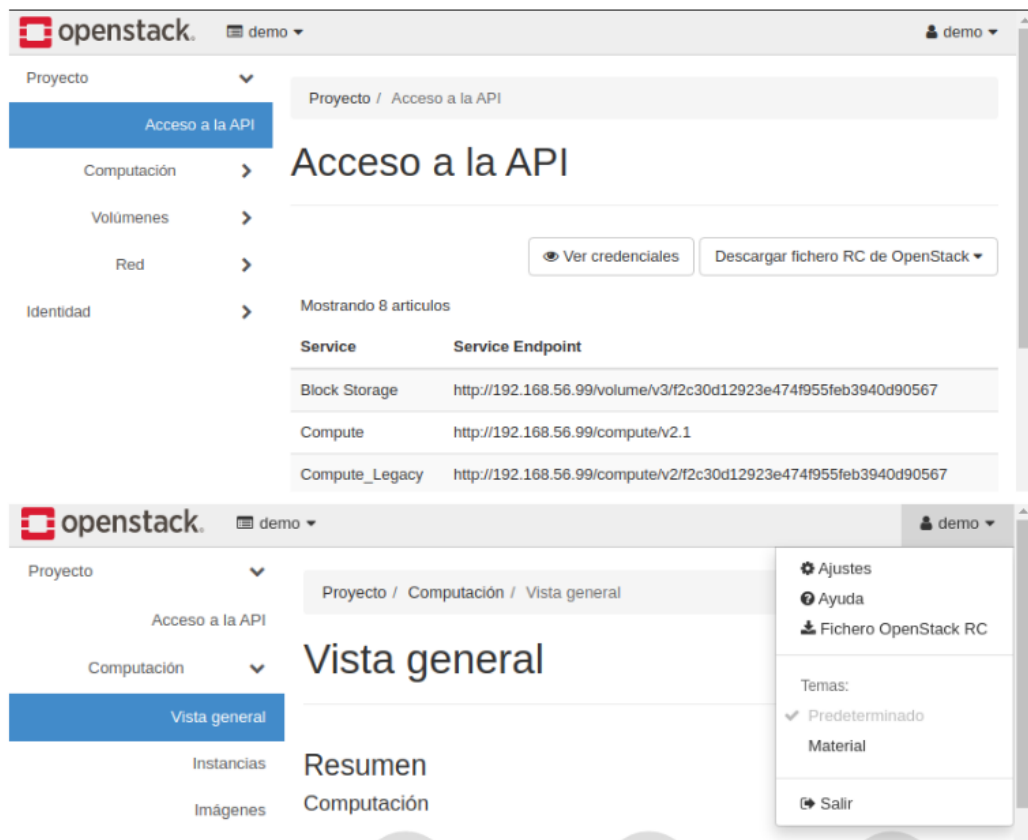 openstack. demo demo
Proyecto
Acceso a la API
Computación
Volúmenes
Red
Identidad
Proyecto / Acceso a la API
Acceso a la API
Ver credenciales Descargar fichero RC de OpenStack
Mostrando 8 articulos
Service Service Endpoint
Block Storage http://192.168.56.99/volume/v3/f2c30d12923e474f955feb3940d90567
Compute http://192.168.56.99/compute/v2.1
Compute_Legacy http://192.168.56.99/compute/v2/f2c30d12923e474f955feb3940d90567
openstack. demo demo
Proyecto
Acceso a la API
Computación
Vista general
Instancias
Imágenes
Proyecto / Computación / Vista general
Vista general
Resumen
Computación
Ajustes
Ayuda
Fichero OpenStack RC
Temas:
Predeterminado
Material
Salir